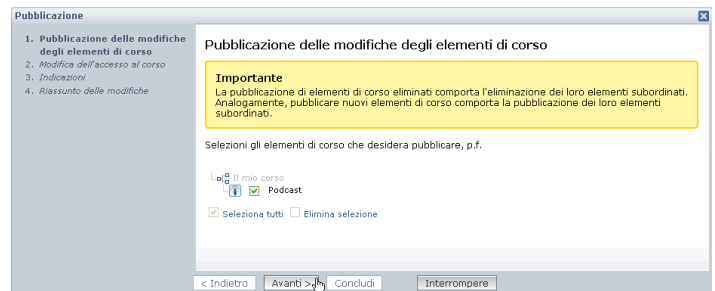 Pubblicazione
1. Pubblicazione delle modifiche
degli elementi di corso
2. Modifica dell'accesso al corso
3. Indicazioni
4. Riassunto delle modifiche
Pubblicazione delle modifiche degli elementi di corso
Importante
La pubblicazione di elementi di corso eliminati comporta l'eliminazione dei loro elementi subordinati.
Analogamente, pubblicare nuovi elementi di corso comporta la pubblicazione dei loro elementi
subordinati.
Selezioni gli elementi di corso che desidera pubblicare, p.f.
Il mio corso
Podcast
Seleziona tutti Elimina selezione
< Indietro Avanti > Concludi Interrompere